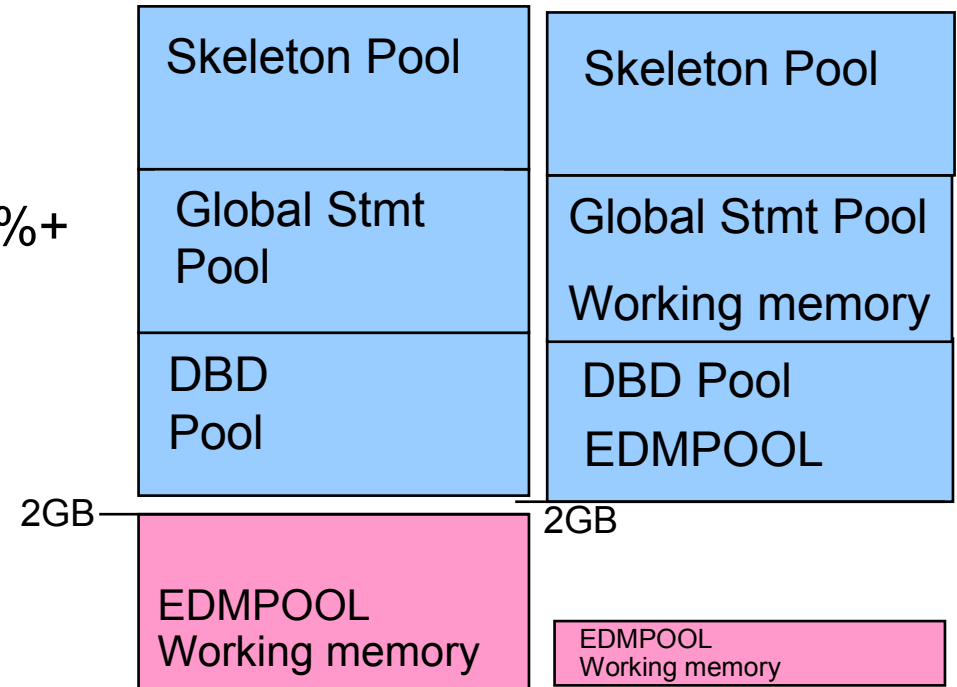 Skeleton Pool
Global Stmt
Pool
DBD
Pool
2GB
EDMPOOL
Working memory
Skeleton Pool
Global Stmt Pool
Working memory
DBD Pool
EDMPOOL
2GB
EDMPOOL
Working memory
%+